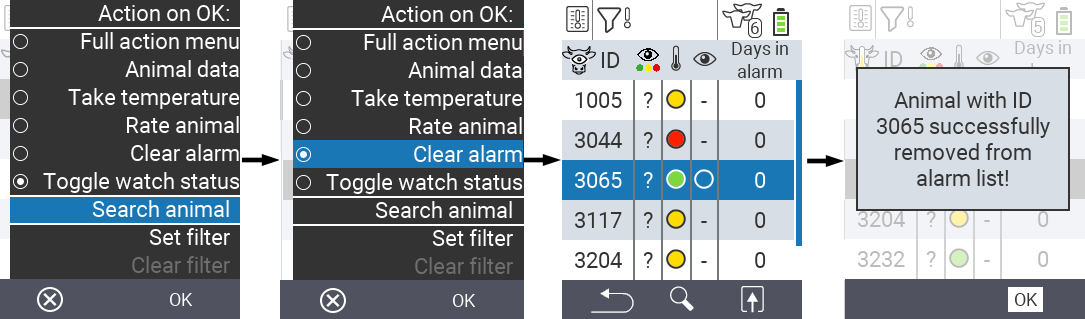 Action on OK:
Full action menu
Animal data
Take temperature
Rate animal
Clear alarm
Toggle watch status
Search animal
Set filter
Clear filter
OK
Action on OK:
Full action menu
Animal data
Take temperature
Rate animal
Clear alarm
Toggle watch status
Search animal
Set filter
Clear filter
OK
6
ID
Days in
alarm
1005 ? - 0
3044 ? - 0
3065 ? 0
3117 ? - 0
3204 ? - 0
5
ID
Days in
alarm
Animal with ID
3065 successfully
removed from
alarm list!
3204 ? - 0
3232 ? - 0
OK